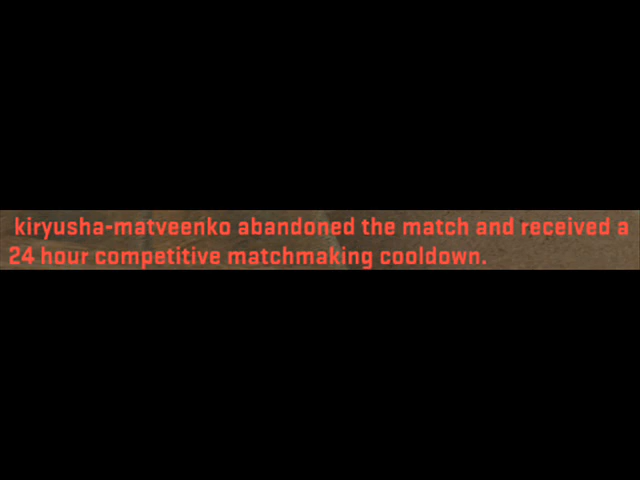 kiryusha-matveenko abandoned the match and received a
24 hour competitive matchmaking cooldown.